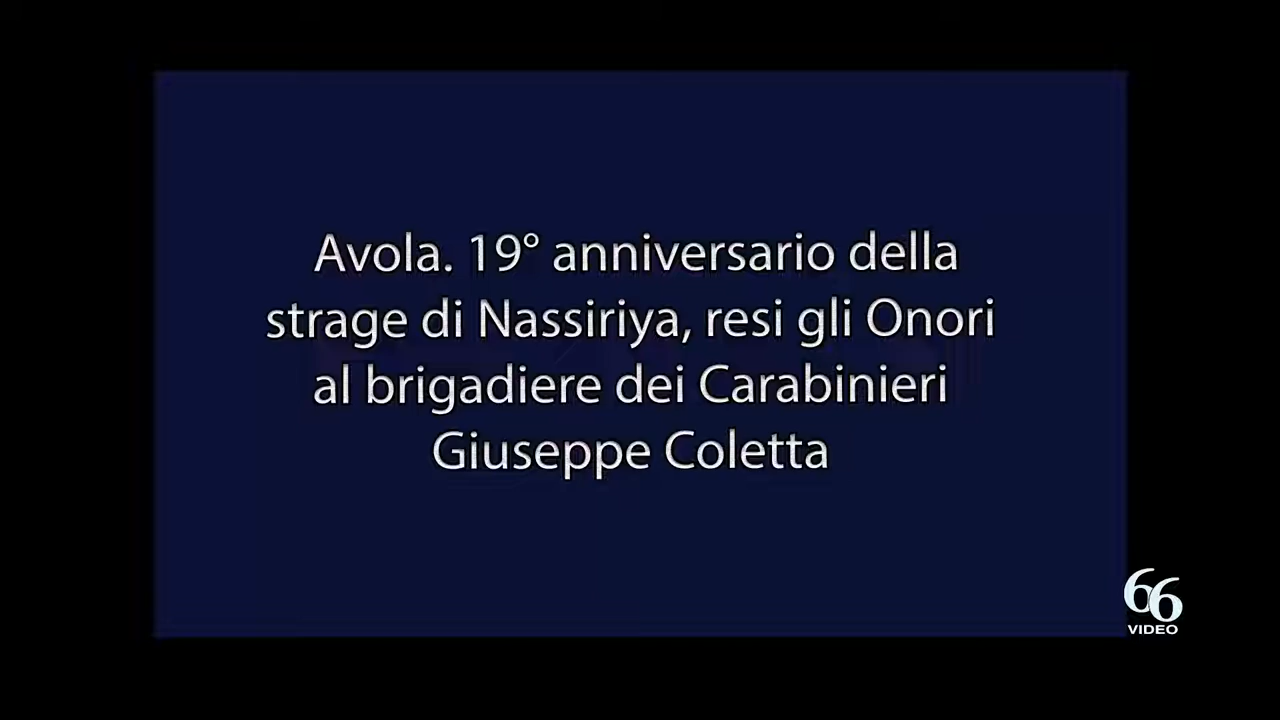 Avola. 19° anniversario della
strage di Nassiriya, resi gli Onori
al brigadiere dei Carabinieri
Giuseppe Coletta
66
VIDEO